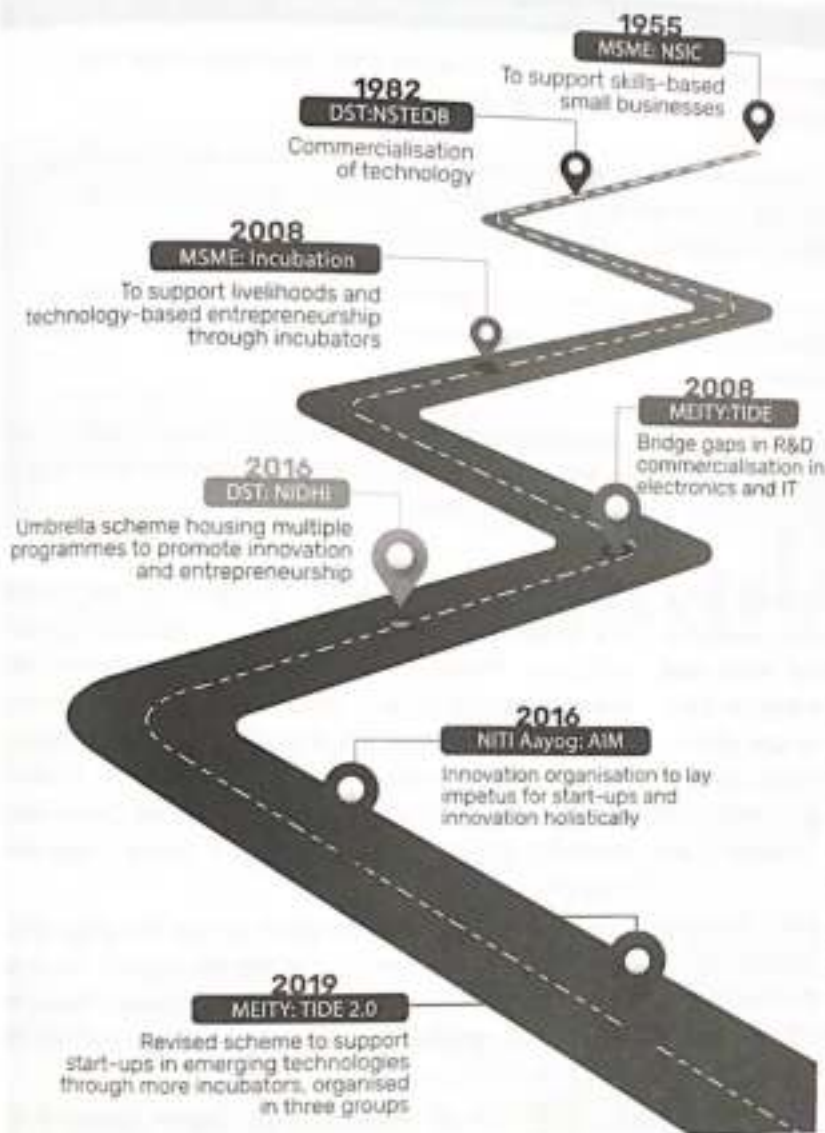 1955
MSME: NSIC
To support skills-based
small businesses
1982
DST:NSTEDB
Commercialisation
of technology
2008
MSME: Incubation
To support livelihoods and
technology-based entrepreneurship
through incubators
2008
MEITY:TIDE
Bridge gaps in R&D
commercialisation in
electronics and IT
2016
DST: NIDHI
Umbrella scheme housing multiple
programmes to promote innovation
and entrepreneurship
2016
NITI Aayog: AIM
Innovation organisation to lay
impetus for start-ups and
innovation holistically
2019
MEITY: TIDE 2.0
Revised scheme to support
start-ups in emerging technologies
through more incubators, organised
in three groups